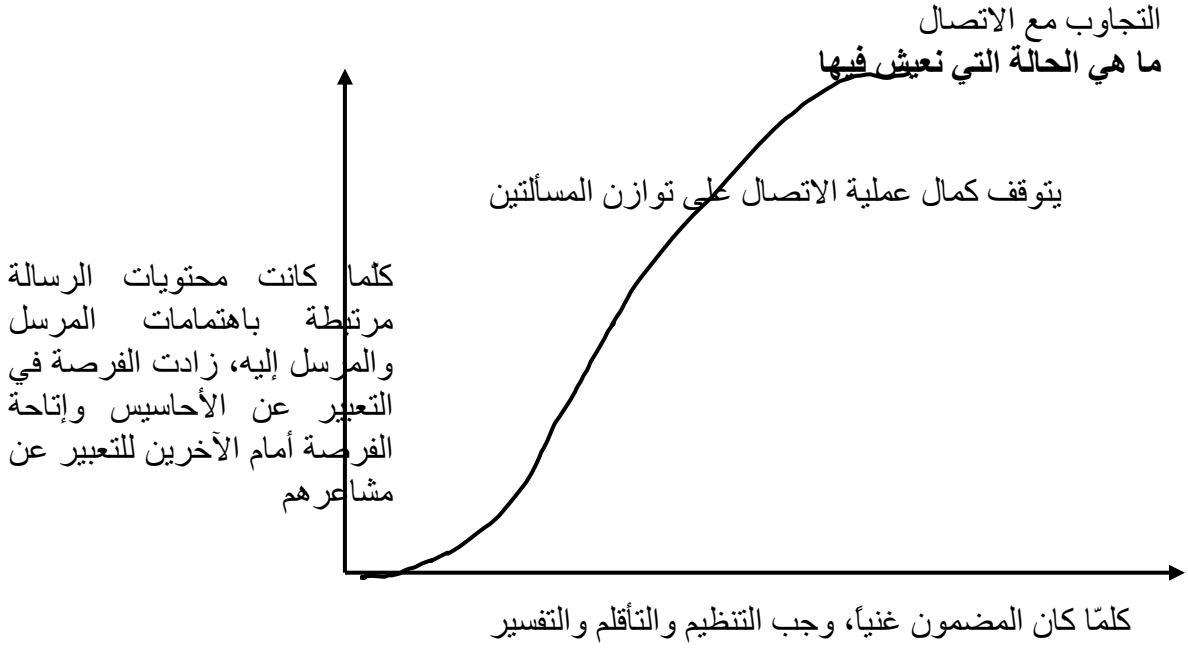 التجاوب مع الاتصال
ما هي الحالة التي نعيش فيها
يتوقف كمال عملية الاتصال على توازن المسألتين
كلّما كانت محتويات الرسالة
مرتبطة باهتمامات المرسل
والمرسل إليه، زادت الفرصة في
التعبير عن الأحاسيس وإتاحة
الفرصة أمام الآخرين للتعبير عن
مشاعرهم
كلمّا كان المضمون غنياً، وجب التنظيم والتأقلم والتفسير